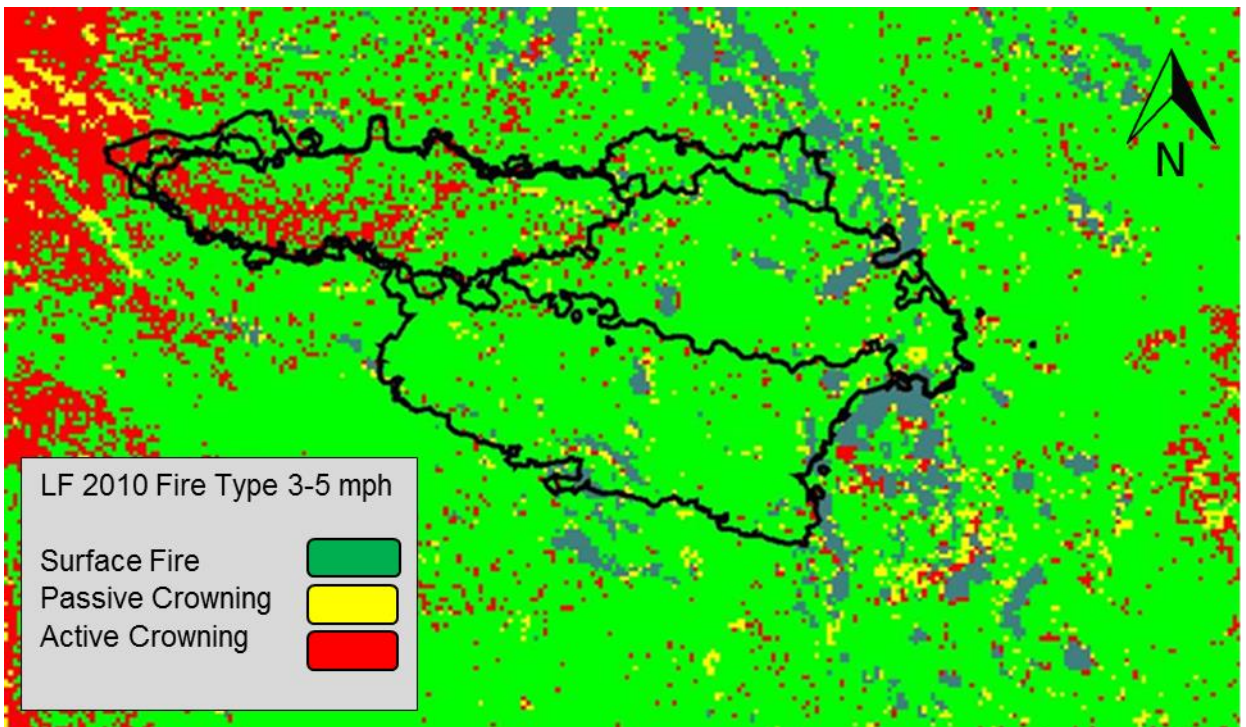 N
LF 2010 Fire Type 3-5 mph
Surface Fire
Passive Crowning
Active Crowning